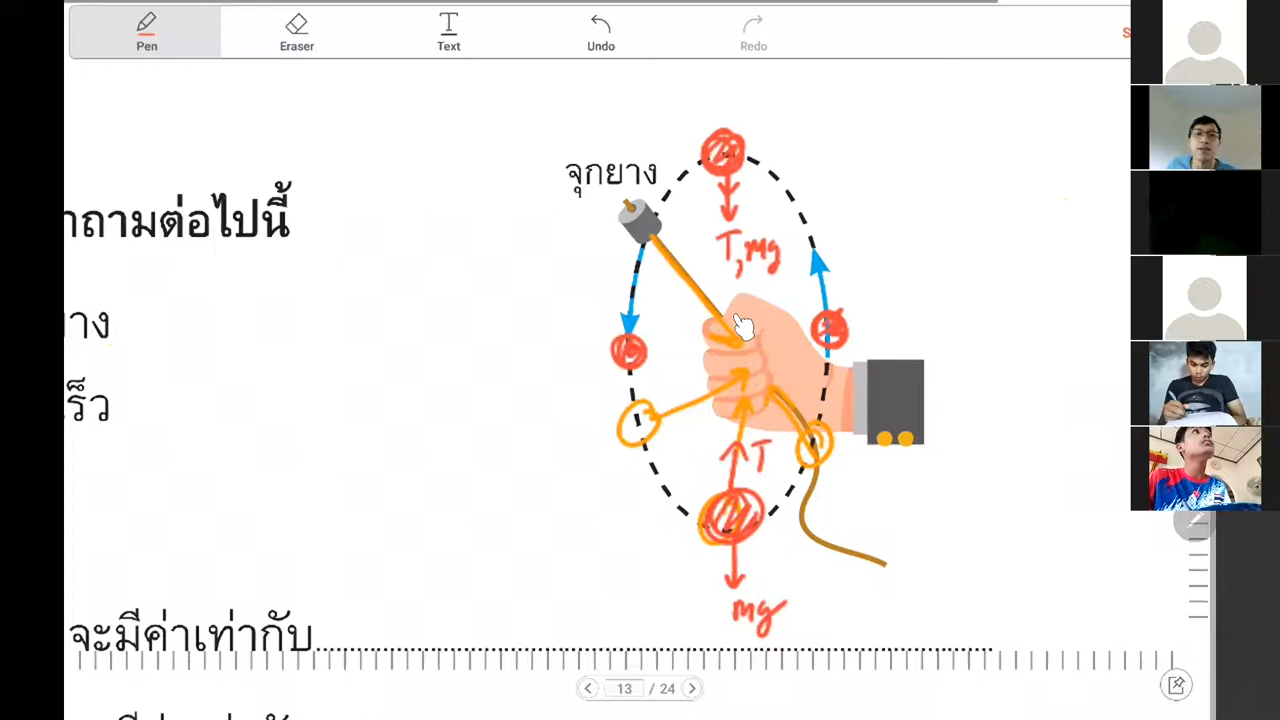 Pen Eraser Text Undo Redo
จุกยาง
ถามต่อไปนี้
T, mg
าง
ร็ว
T
mg
จะมีค่าเท่ากับ
13 / 24